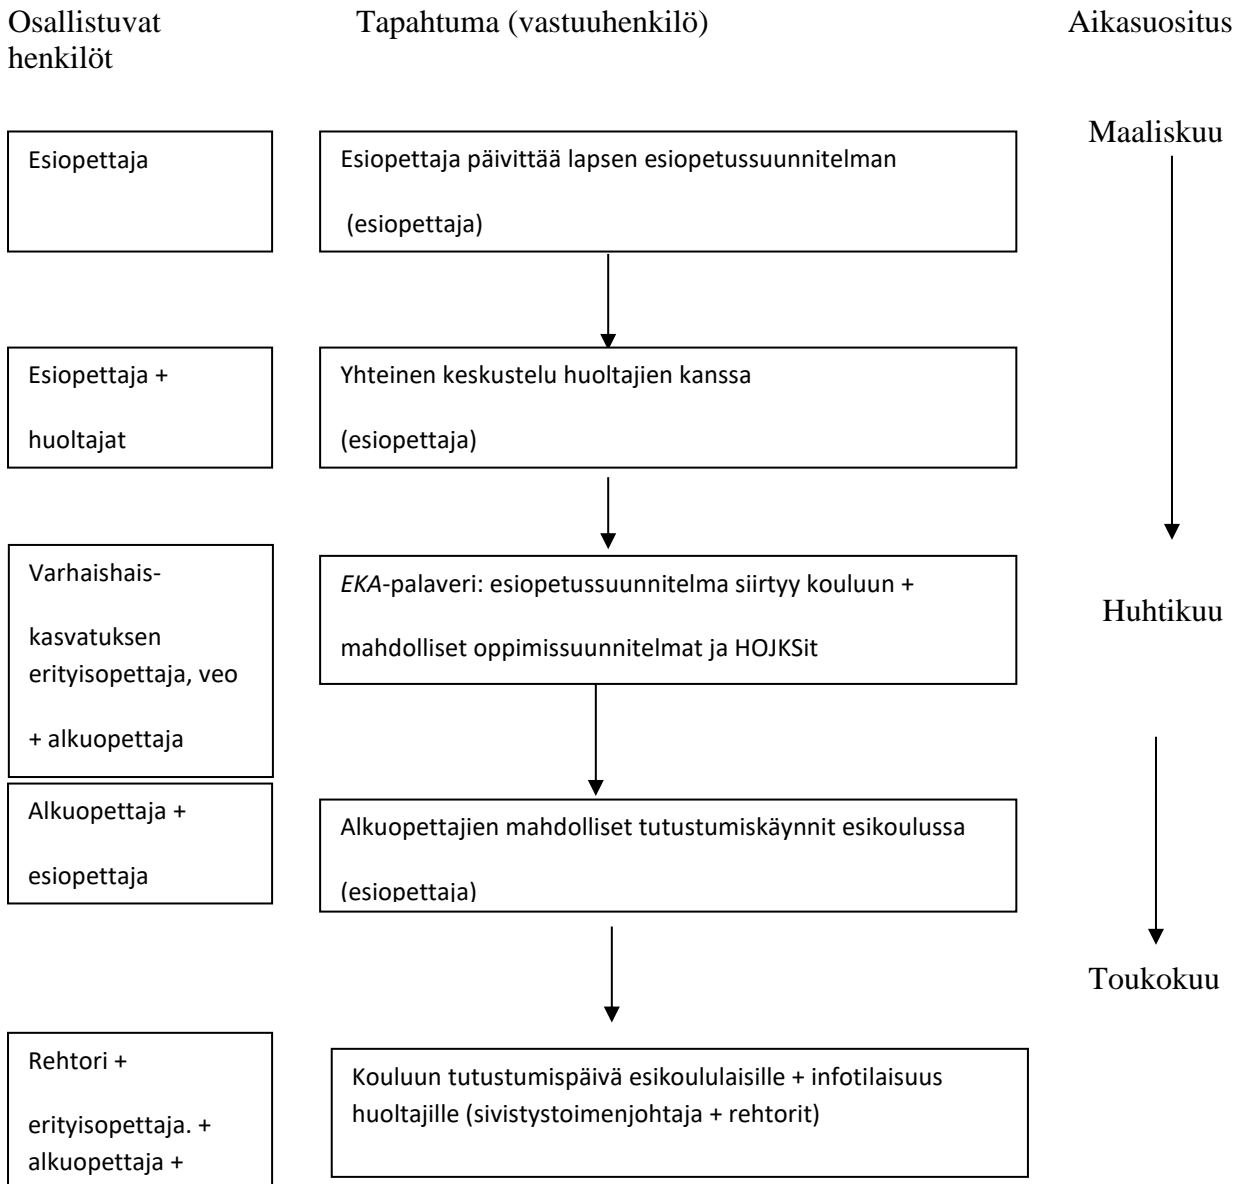 Osallistuvat henkilöt
Tapahtuma (vastuuhenkilö)
Aikasuositus
Maaliskuu
Esiopettaja
Esiopettaja päivittää lapsen esiopetussuunnitelman
(esiopettaja)
Esiopettaja +
huoltajat
Yhteinen keskustelu huoltajien kanssa
(esiopettaja)
Varhaishais-
kasvatuksen
erityisopettaja, veo
+ alkuopettaja
EKA-palaveri: esiopetussuunnitelma siirtyy kouluun +
mahdolliset oppimissuunnitelmat ja HOJKSit
Huhtikuu
Alkuopettaja +
esiopettaja
Alkuopettajien mahdolliset tutustumiskäynnit esikoulussa
(esiopettaja)
Toukokuu
Rehtori +
erityisopettaja. +
alkuopettaja +
Kouluun tutustumispäivä esikoululaisille + infotilaisuus
huoltajille (sivistystoimenjohtaja + rehtorit)